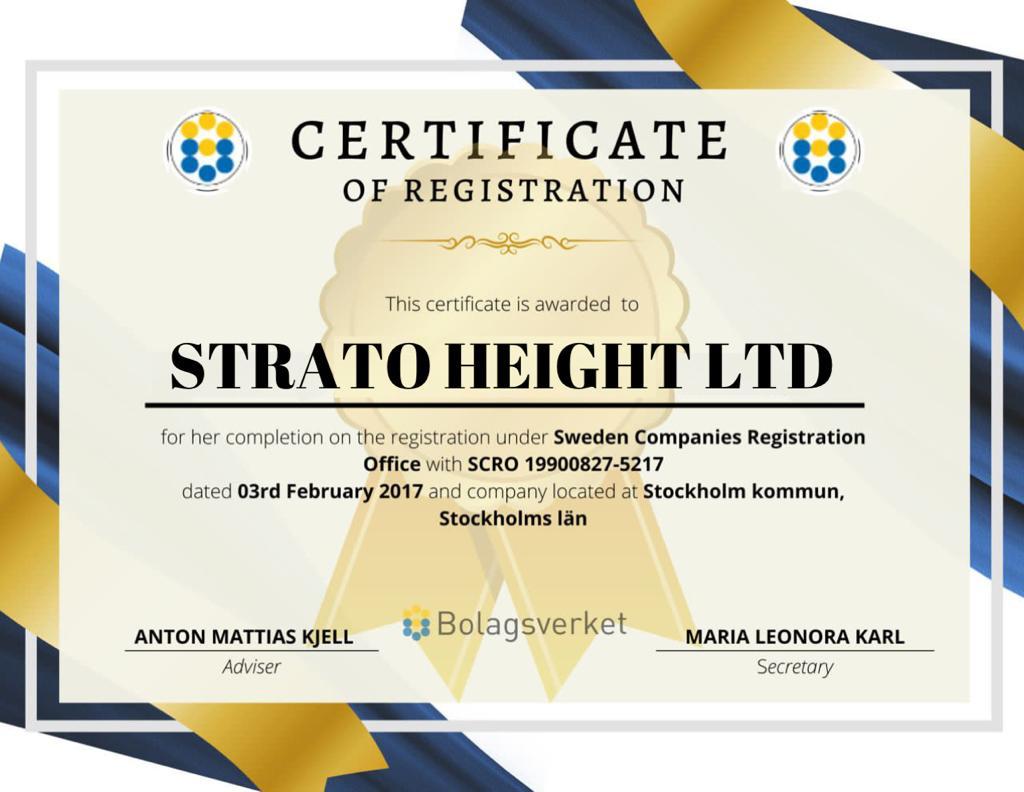 CERTIFICATE
OF REGISTRATION
This certificate is awarded to
STRATO HEIGHT LTD
for her completion on the registration under Sweden Companies Registration
Office with SCRO 19900827-5217
dated 03rd February 2017 and company located at Stockholm kommun,
Stockholms län
Bolagsverket
ANTON MATTIAS KJELL
Adviser
MARIA LEONORA KARL
Secretary